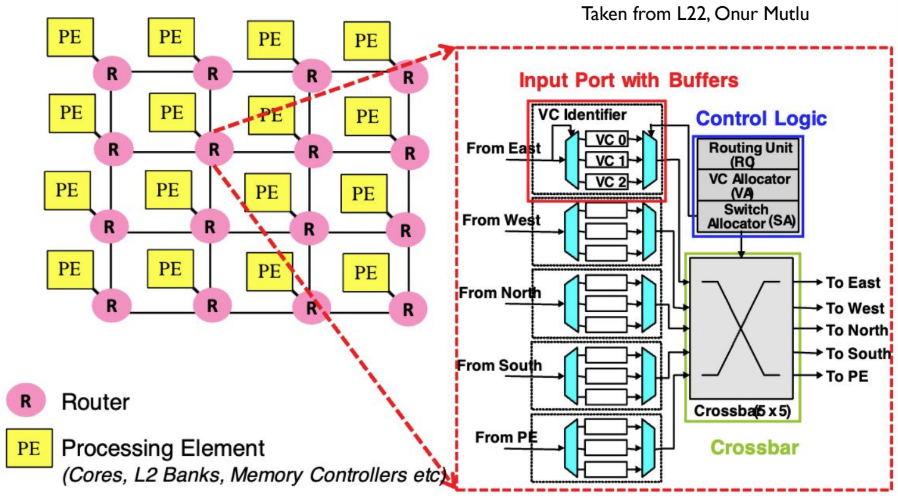 Taken from L22, Onur Mutlu
PE PE PE PE
R R R R
PE PE PE PE
R R R R
PE PE PE PE
R R R R
PE PE PE PE
R R R R
R Router
PE Processing Element
(Cores, L2 Banks, Memory Controllers etc)
Input Port with Buffers
VC Identifier
From East
VC 0
VC 1
VC 2
From West
From North
From South
From PE
Control Logic
Routing Unit
(RC)
VC Allocator
(VA)
Switch
Allocator (SA)
To East
To West
To North
To South
To PE
Crossbar (5 x 5)
Crossbar